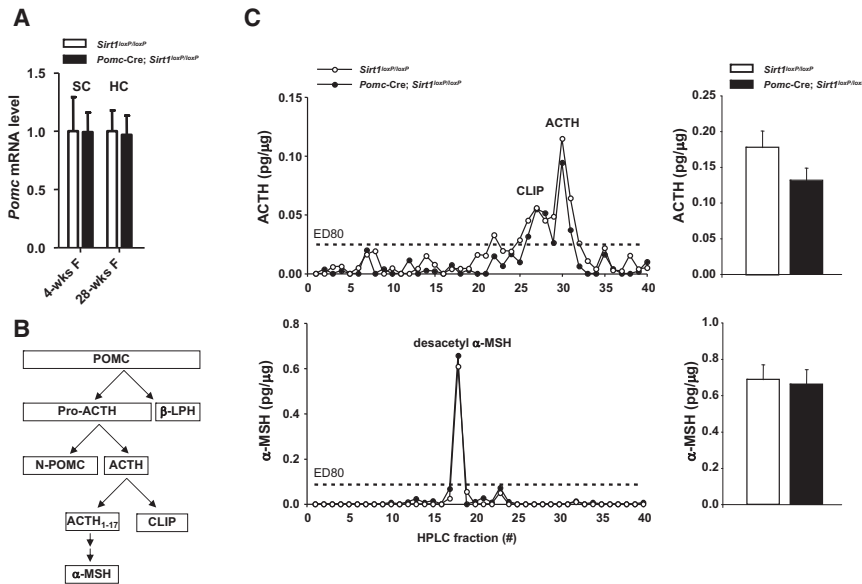 A
Sirt1loxP/loxP
Pomc-Cre; Sirt1loxP/loxP
1.5
1.0
0.5
0.0
Pomc mRNA level
SC HC
4-wks F
28-wks F
B
POMC
Pro-ACTH
β-LPH
N-POMC
ACTH
ACTH1-17
CLIP
α-MSH
C
Sirt1loxP/loxP
Pomc-Cre; Sirt1loxP/loxP
0.15
0.10
0.05
0.00
ACTH (pg/μg)
ACTH
CLIP
ED80
0 5 10 15 20 25 30 35 40
Sirt1loxP/loxP
Pomc-Cre; Sirt1loxP/lox
0.25
0.20
0.15
0.10
0.05
0.00
ACTH (pg/μg)
0.8
0.6
0.4
0.2
0.0
α-MSH (pg/μg)
desacetyl α-MSH
ED80
0 5 10 15 20 25 30 35 40
HPLC fraction (#)
1.0
0.8
0.6
0.4
0.2
0.0
α-MSH (pg/μg)